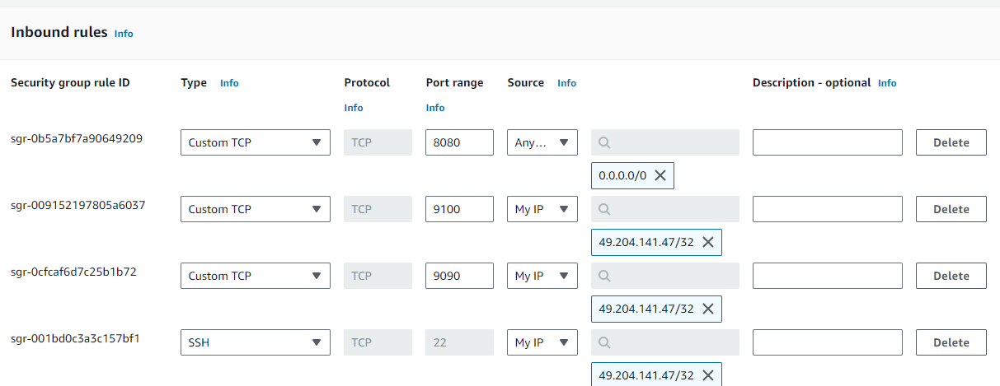 Inbound rules Info
Security group rule ID Type Info Protocol Info Port range Info Source Info Description - optional Info
sgr-0b5a7bf7a90649209 Custom TCP TCP 8080 Any... Delete
0.0.0.0/0
sgr-009152197805a6037 Custom TCP TCP 9100 My IP Delete
49.204.141.47/32
sgr-0cfcaf6d7c25b1b72 Custom TCP TCP 9090 My IP Delete
49.204.141.47/32
sgr-001bd0c3a3c157bf1 SSH TCP 22 My IP Delete
49.204.141.47/32